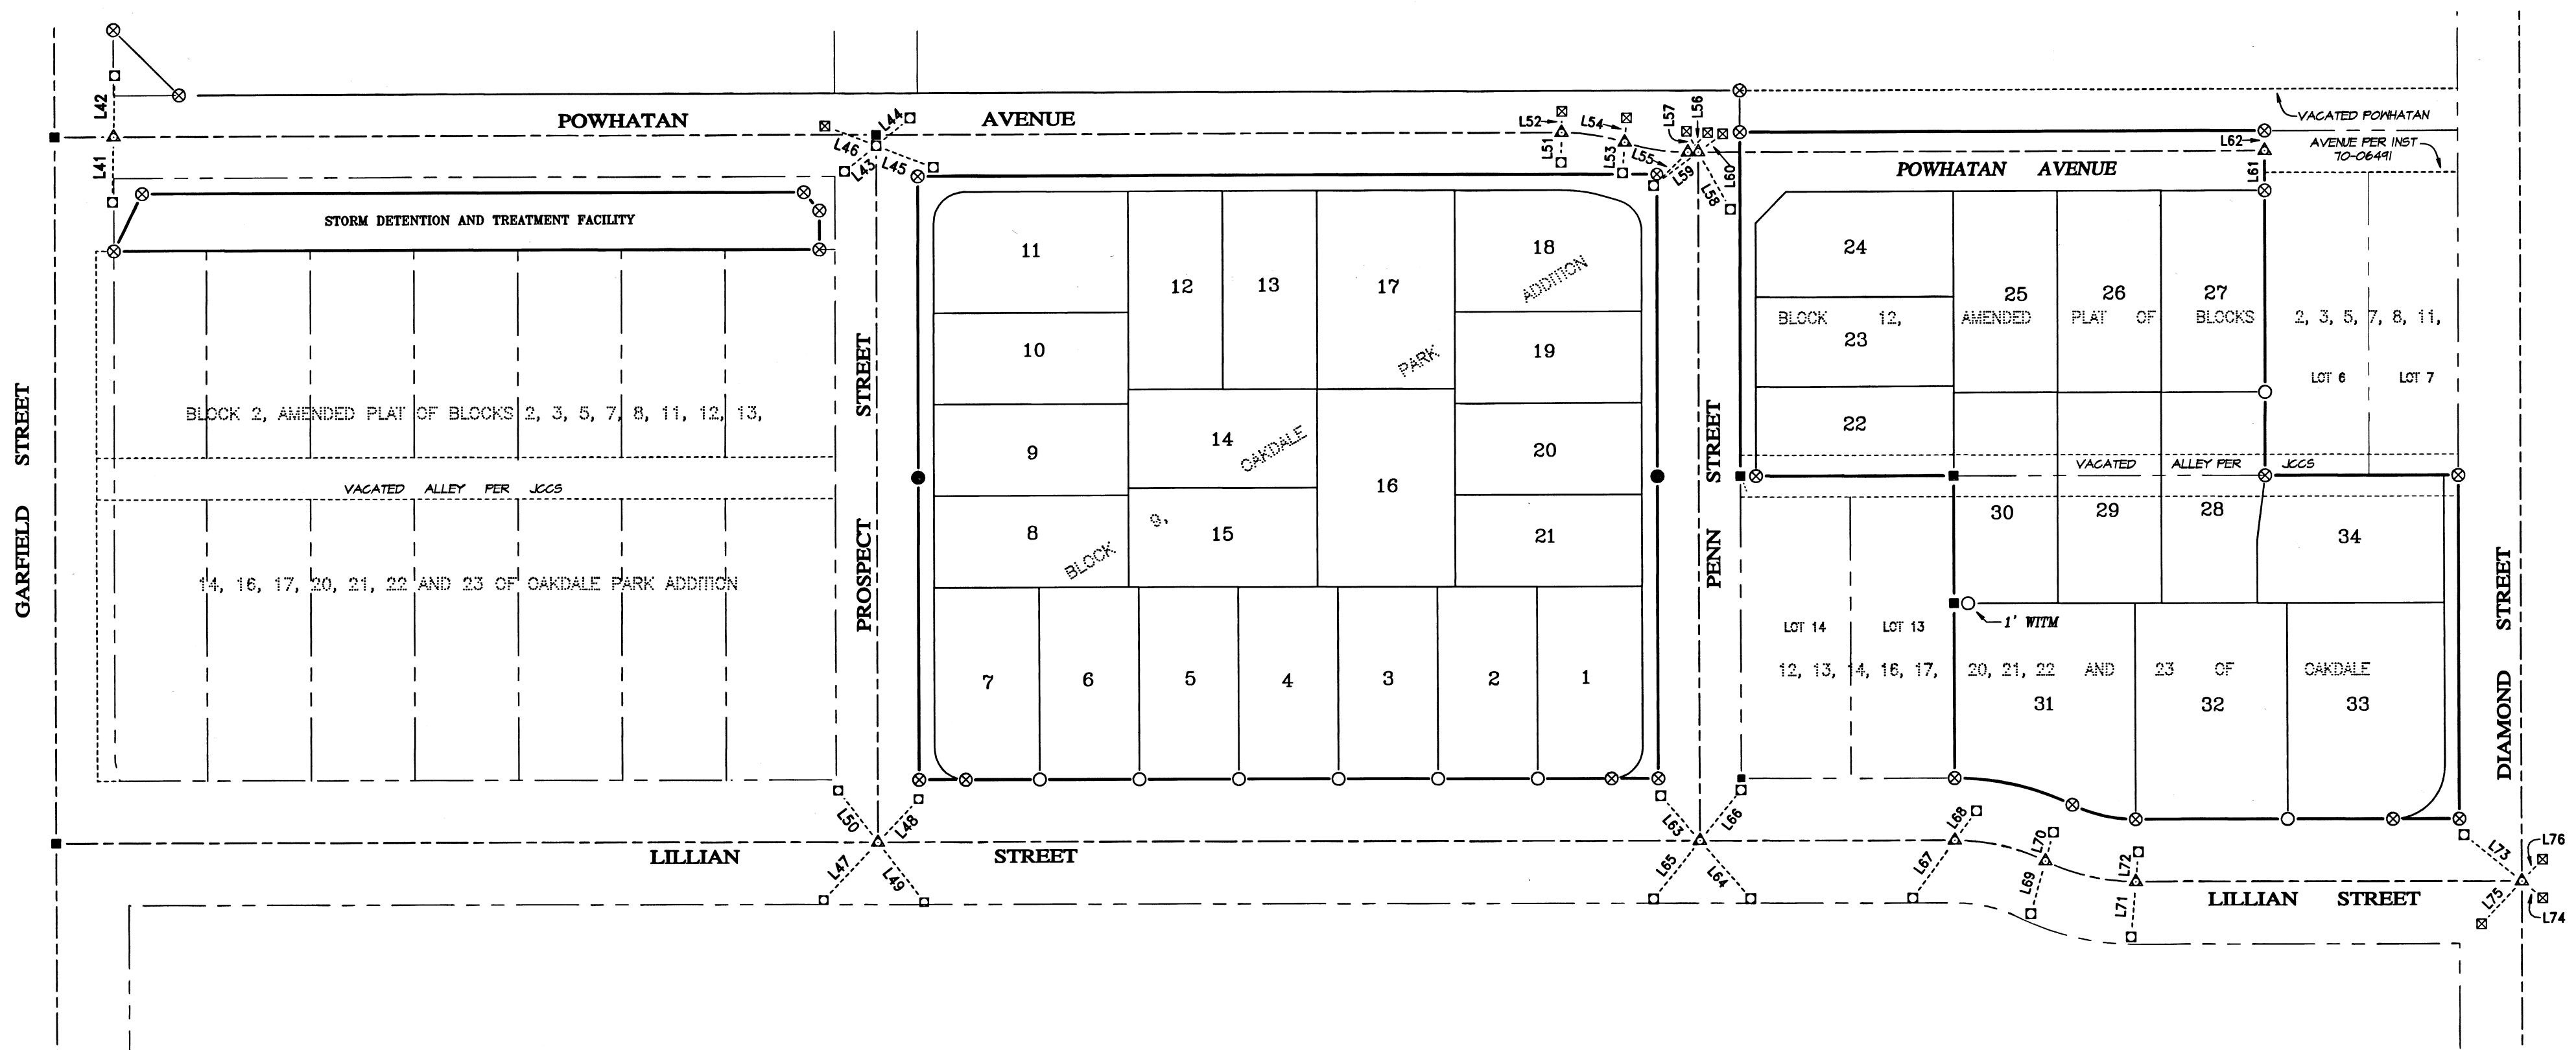 L42
POWHATAN AVENUE
L41
L44
L46
L43
L45
L52
L51
L54
L53
L55
L57
L56
L59
L60
L58
VACATED POWHATAN
AVENUE PER INST
70-06491
L62
L61
POWHATAN AVENUE
STORM DETENTION AND TREATMENT FACILITY
11
12
13
17
18
ADDITION
24
25
26
27
BLOCK 12, AMENDED PLAT OF BLOCKS 2, 3, 5, 7, 8, 11,
23
10
PARK
19
LOT 6
LOT 7
GARFIELD STREET
PROSPECT STREET
PENN STREET
DIAMOND STREET
BLOCK 2, AMENDED PLAT OF BLOCKS 2, 3, 5, 7, 8, 11, 12, 13,
22
9
14
OAKDALE
20
VACATED ALLEY PER JCCS
VACATED ALLEY PER JCCS
16
30
29
28
34
8
BLOCK
9,
15
21
14, 16, 17, 20, 21, 22 AND 23 OF OAKDALE PARK ADDITION
1' WITM
LOT 14
LOT 13
12, 13, 14, 16, 17, 20, 21, 22 AND 23 OF OAKDALE
7
6
5
4
3
2
1
31
32
33
L50
L48
L47
L49
L63
L66
L65
L64
L68
L67
L70
L69
L72
L71
L73
L76
L75
L74
LILLIAN STREET
LILLIAN STREET